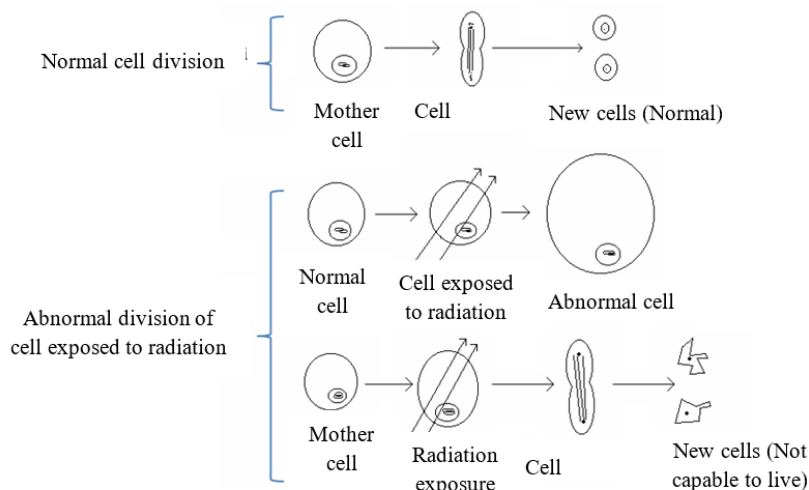 Normal cell division
Mother
cell
Cell
New cells (Normal)
Normal
cell
Cell exposed
to radiation
Abnormal cell
Abnormal division of
cell exposed to radiation
Mother
cell
Radiation
exposure
Cell
New cells (Not
capable to live)